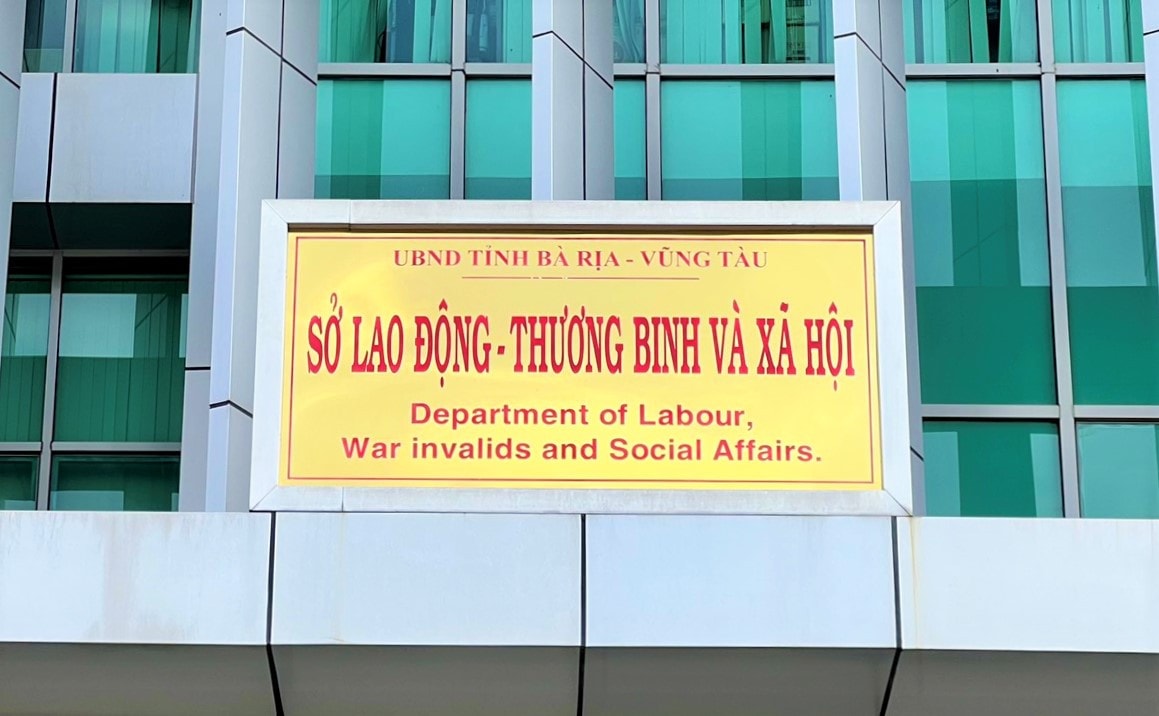 UBND TỈNH BÀ RỊA - VŨNG TÀU
SỞ LAO ĐỘNG - THƯƠNG BINH VÀ XÃ HỘI
Department of Labour,
War invalids and Social Affairs.